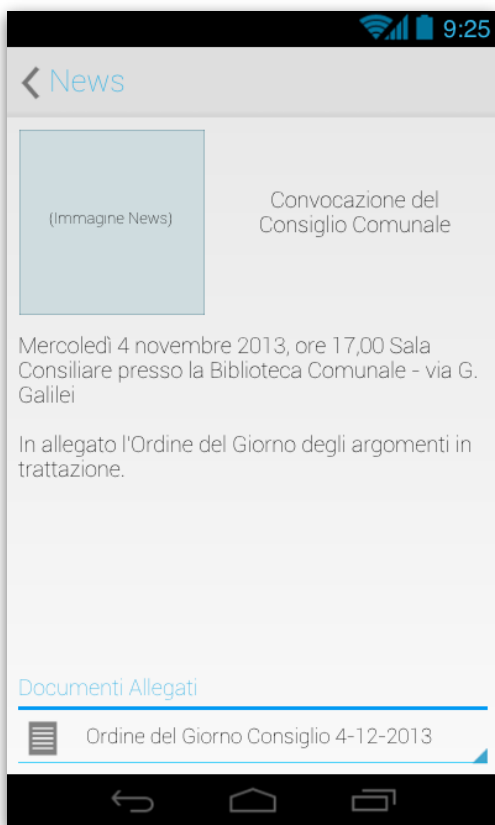 9:25
News
(Immagine News)
Convocazione del
Consiglio Comunale
Mercoledì 4 novembre 2013, ore 17,00 Sala
Consiliare presso la Biblioteca Comunale - via G.
Galilei
In allegato l'Ordine del Giorno degli argomenti in
trattazione.
Documenti Allegati
Ordine del Giorno Consiglio 4-12-2013